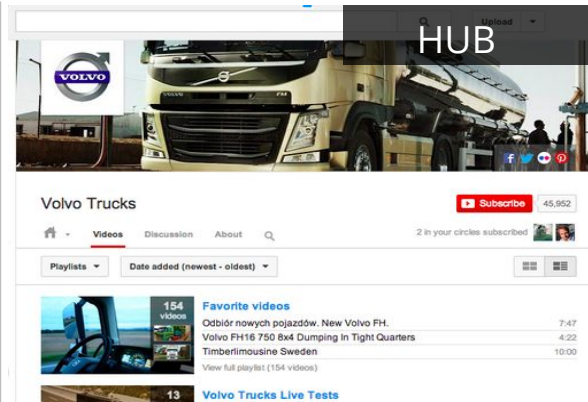 Upload
HUB
VOLVO
VOLVO
FM
Volvo Trucks
Subscribe
45,952
Videos
Discussion
About
2 in your circles subscribed
Playlists
Date added (newest - oldest)
154
videos
Favorite videos
Odbiór nowych pojazdów. New Volvo FH.
7:47
Volvo FH16 750 8x4 Dumping In Tight Quarters
4:22
Timberlimousine Sweden
10:00
View full playlist (154 videos)
13
Volvo Trucks Live Tests